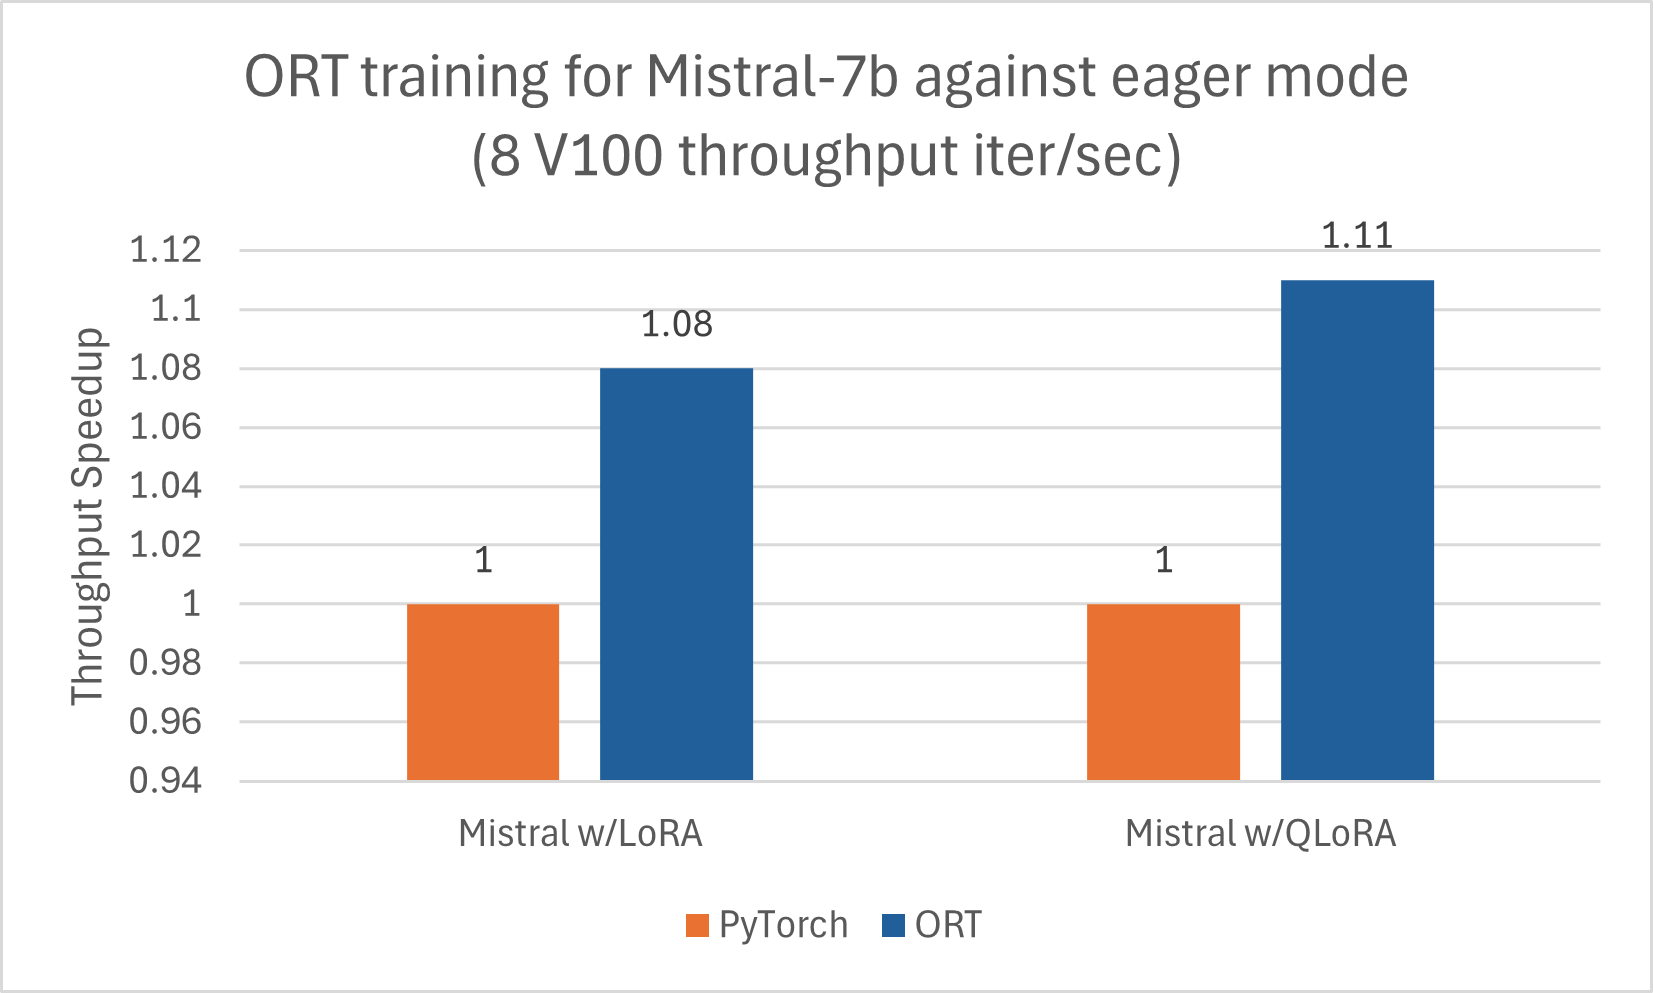 ORT training for Mistral-7b against eager mode
(8 V100 throughput iter/sec)
Throughput Speedup
1.12
1.1
1.08
1.06
1.04
1.02
1
0.98
0.96
0.94
1
1.08
1
1.11
Mistral w/LoRA
Mistral w/QLoRA
PyTorch
ORT